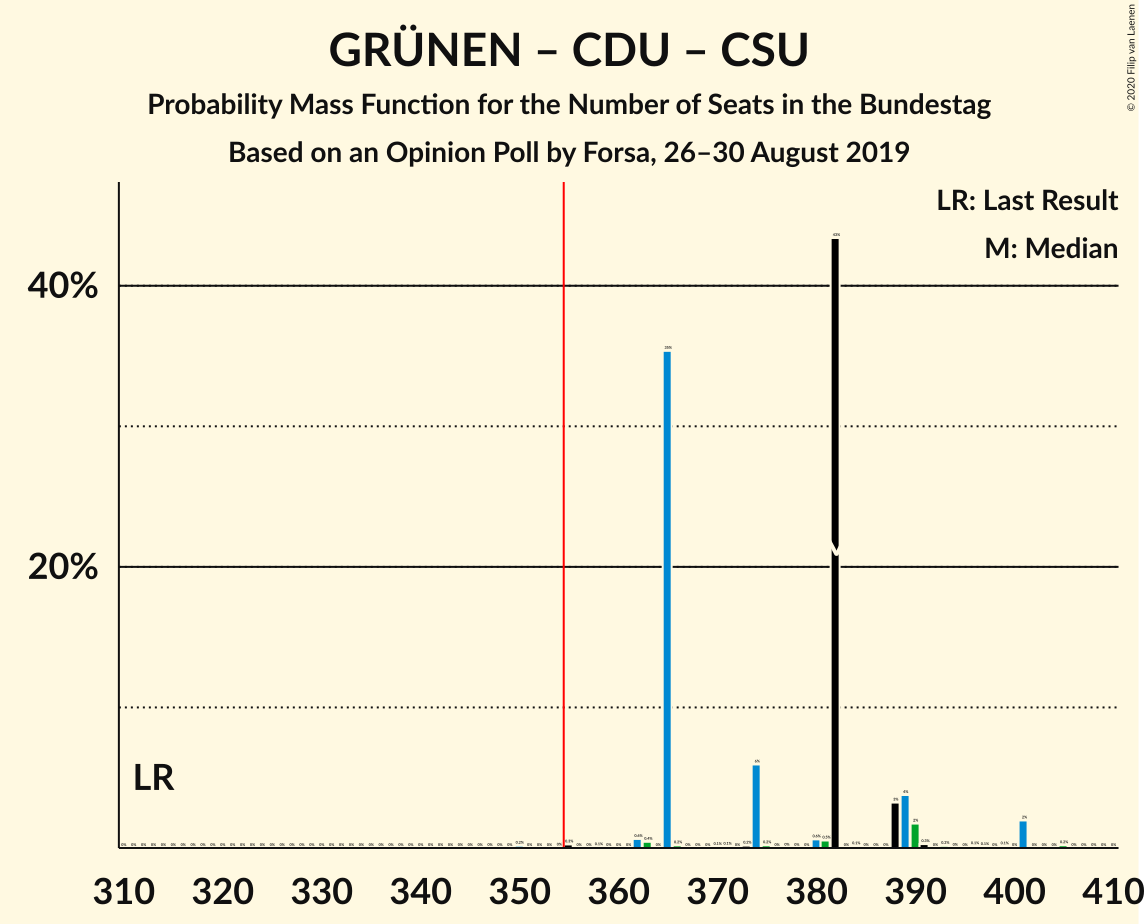 GRÜNEN – CDU – CSU
Probability Mass Function for the Number of Seats in the Bundestag
Based on an Opinion Poll by Forsa, 26–30 August 2019
© 2020 Filip van Laenen
LR: Last Result
M: Median
40%
20%
LR
310 320 330 340 350 360 370 380 390 400 410